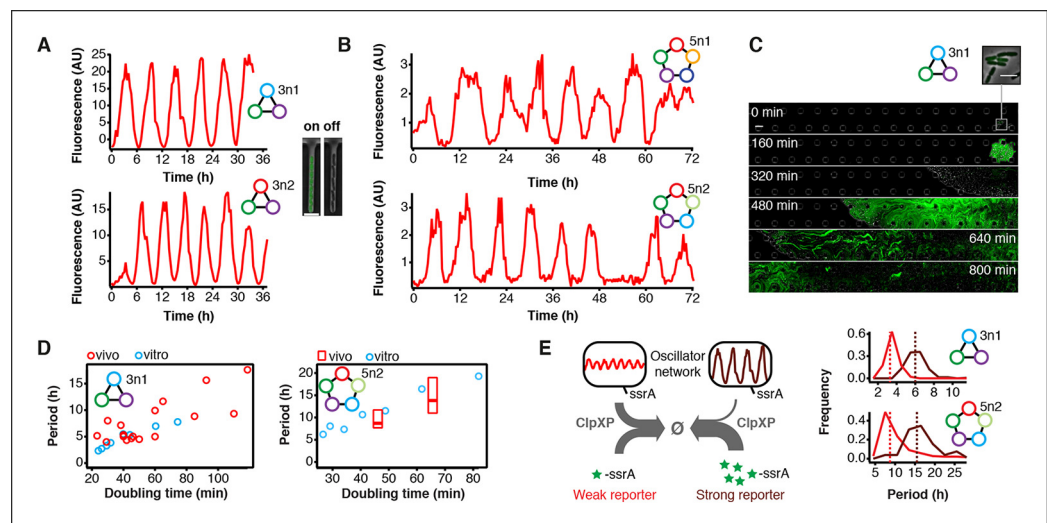 A
Fluorescence (AU)
25
20
15
10
5
0
0 6 12 18 24 30 36
Time (h)
3n1
on off
Fluorescence (AU)
15
10
5
0 6 12 18 24 30 36
Time (h)
3n2
B
Fluorescence (AU)
3
2
1
0 12 24 36 48 60 72
Time (h)
5n1
Fluorescence (AU)
3
2
1
0 12 24 36 48 60 72
Time (h)
5n2
C
3n1
0 min
160 min
320 min
480 min
640 min
800 min
D
vivo vitro
3n1
Period (h)
15
10
5
0
20 40 60 80 100
Doubling time (min)
vivo vitro
5n2
Period (h)
20
15
10
5
0
30 40 50 60 70 80
Doubling time (min)
E
Oscillator
network
ssrA
ssrA
ClpXP
ClpXP
Ø
-ssrA
-ssrA
Weak reporter
Strong reporter
Frequency
0.6
0.3
0.0
2 4 6 8 10
3n1
0.4
0.2
0.0
5 10 15 20 25
5n2
Period (h)